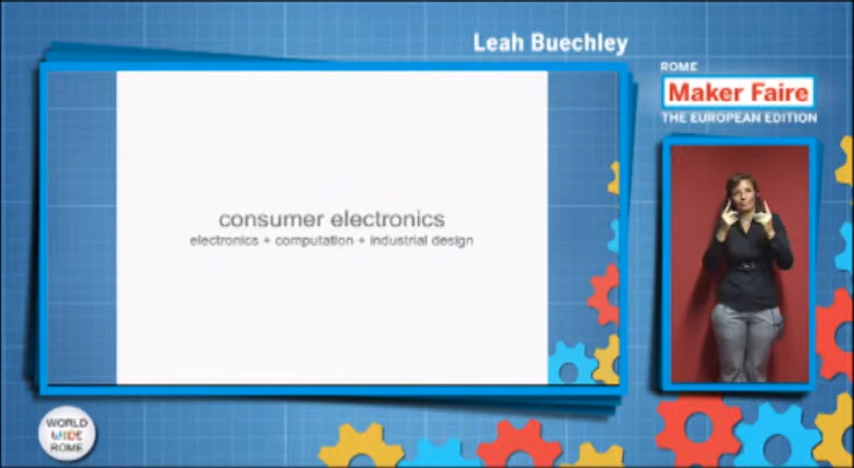 Leah Buechley
ROME
Maker Faire
THE EUROPEAN EDITION
consumer electronics
electronics + computation + industrial design
WORLD
WIDE
ROME